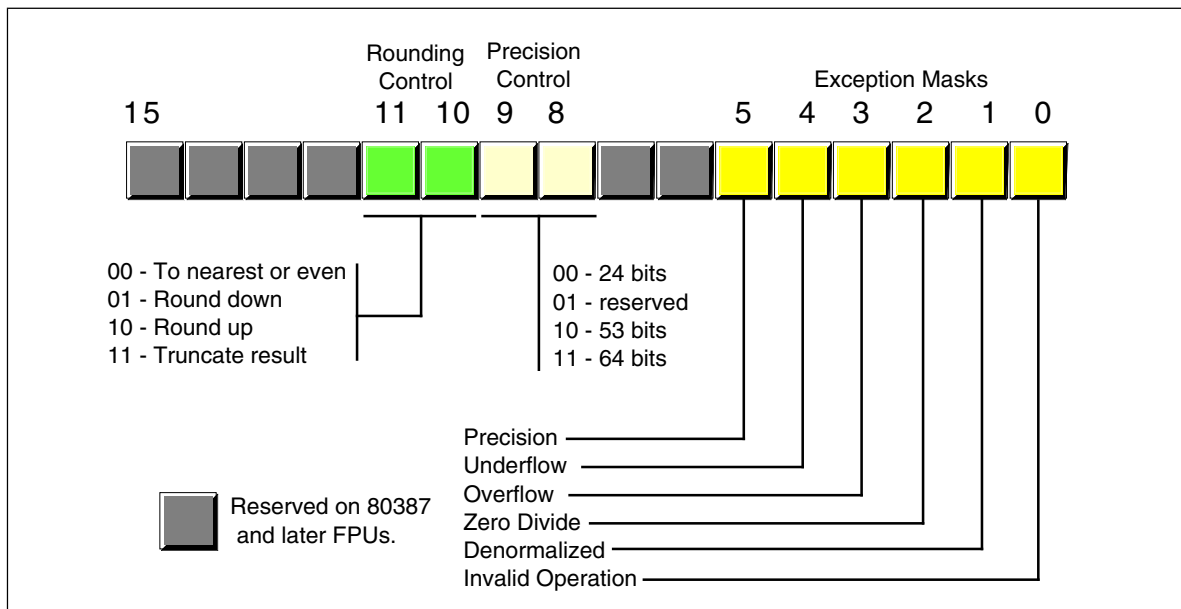 Rounding Control
Precision Control
Exception Masks
15 11 10 9 8 5 4 3 2 1 0
00 - To nearest or even
01 - Round down
10 - Round up
11 - Truncate result
00 - 24 bits
01 - reserved
10 - 53 bits
11 - 64 bits
Precision
Underflow
Overflow
Zero Divide
Denormalized
Invalid Operation
Reserved on 80387
and later FPUs.